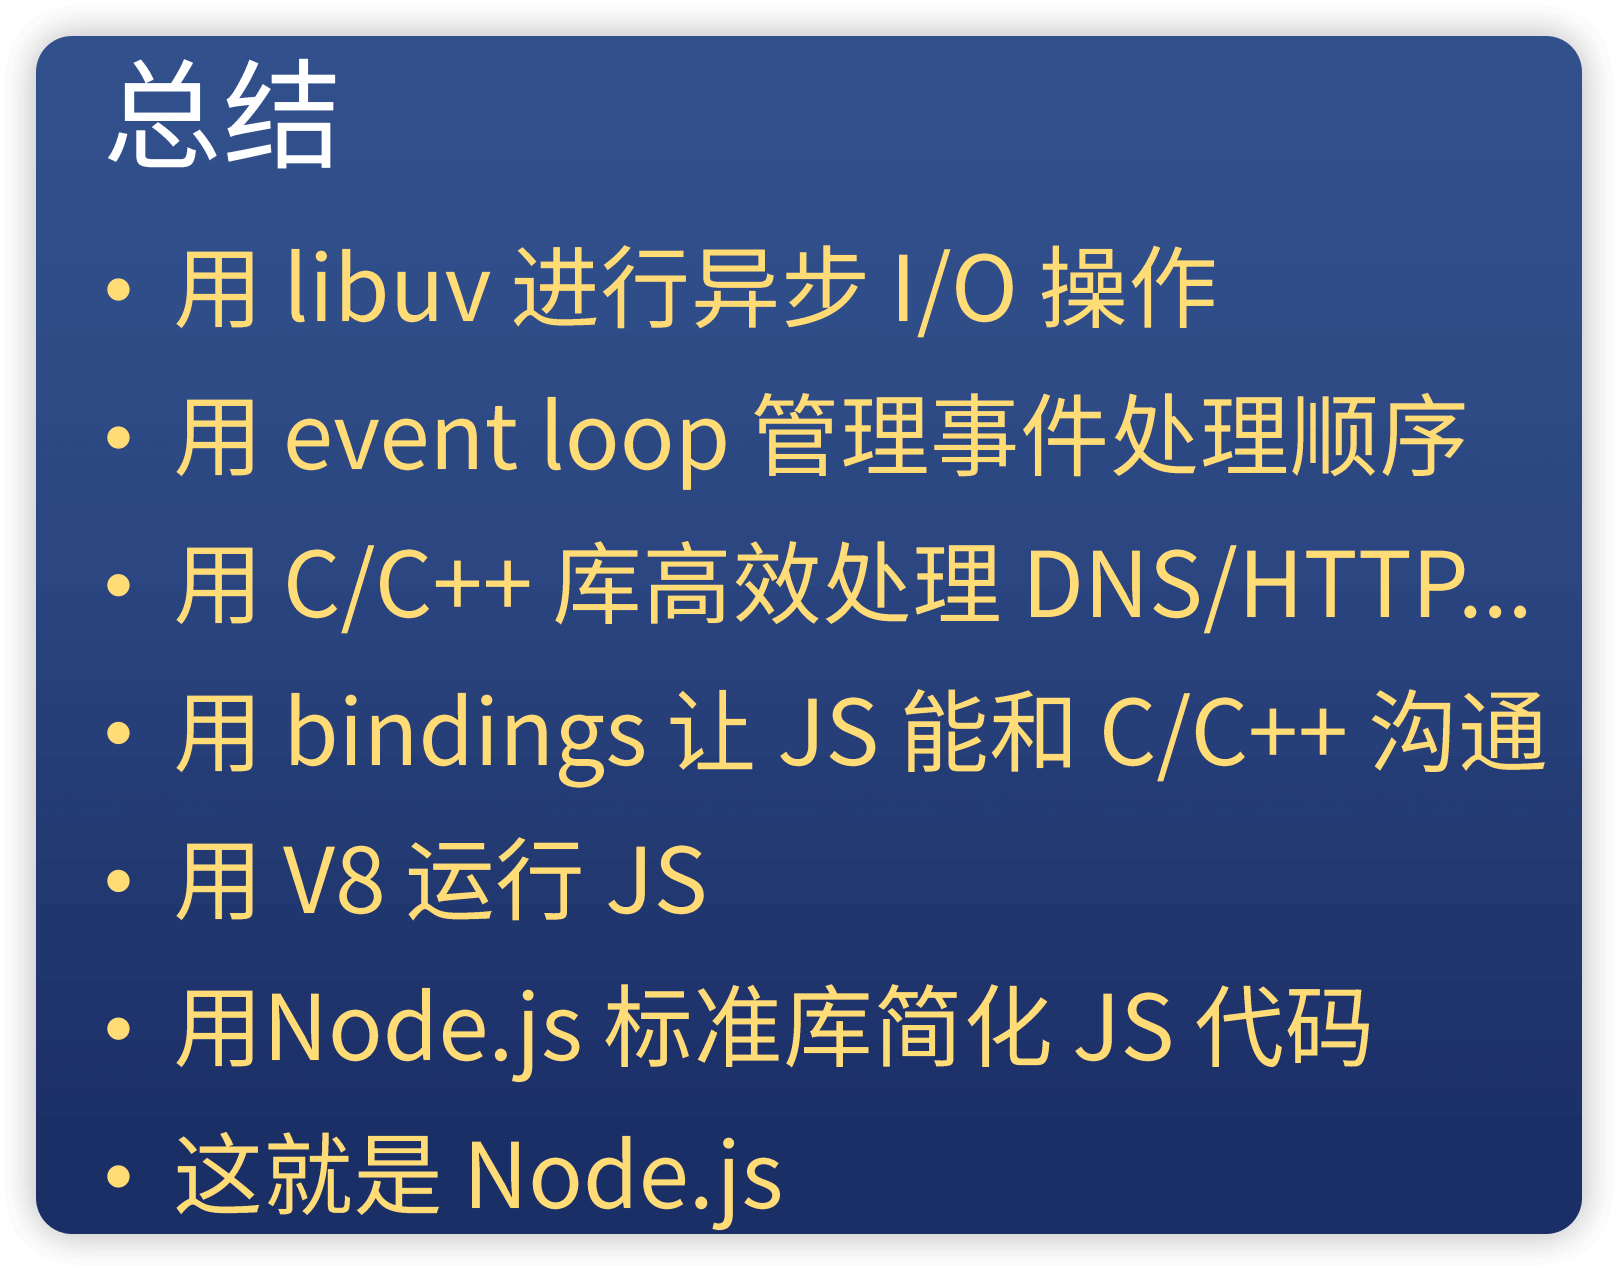 总结
• 用 libuv 进行异步 I/O 操作
• 用 event loop 管理事件处理顺序
• 用 C/C++ 库高效处理 DNS/HTTP...
• 用 bindings 让 JS 能和 C/C++ 沟通
• 用 V8 运行 JS
• 用Node.js 标准库简化 JS 代码
• 这就是 Node.js